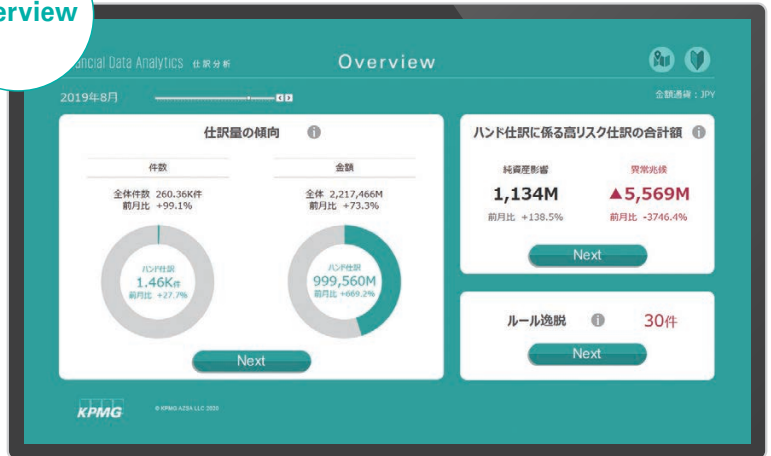 erview
ancial Data Analytics 仕訳分析
Overview
2019年8月
金額通貨：JPY
仕訳量の傾向 i
件数
全体件数 260.36K件
前月比 +99.1%
ハンド仕訳
1.46K件
前月比 +27.7%
金額
全体 2,217,466M
前月比 +73.3%
ハンド仕訳
999,560M
前月比 +669.2%
Next
ハンド仕訳に係る高リスク仕訳の合計額 i
純資産影響
1,134M
前月比 +138.5%
異常兆候
▲5,569M
前月比 -3746.4%
Next
ルール逸脱 i 30件
Next
KPMG
© KPMG AZSA LLC 2020